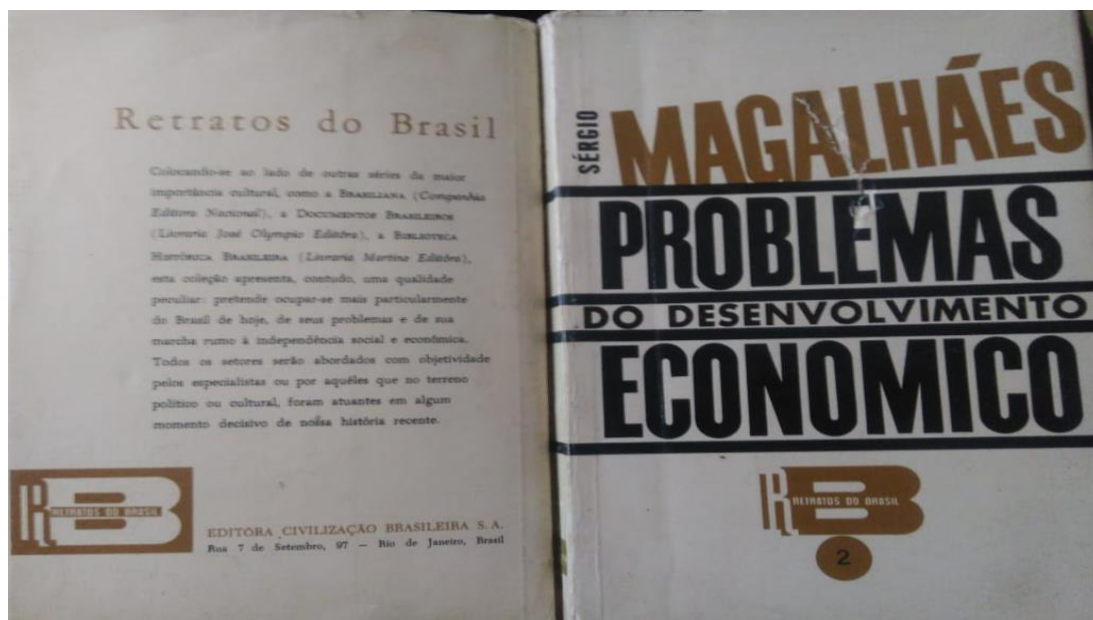 Retratos do Brasil
Colocando-se ao lado de outras séries da maior
importância cultural, como a BRASILIANA (Companhia
Editora Nacional), a DOCUMENTOS BRASILEIROS
(Livraria José Olympio Editôra), a BIBLIOTECA
HISTÓRICA BRASILEIRA (Livraria Martins Editôra),
esta coleção apresenta, contudo, uma qualidade
peculiar: pretende ocupar-se mais particularmente
do Brasil de hoje, de seus problemas e de sua
marcha rumo à independência social e econômica.
Todos os setores serão abordados com objetividade
pelos especialistas ou por aquêles que no terreno
político ou cultural, foram atuantes em algum
momento decisivo de nossa história recente.
RB
RETRATOS DO BRASIL
EDITÔRA CIVILIZAÇÃO BRASILEIRA S. A.
Rua 7 de Setembro, 97 — Rio de Janeiro, Brasil
SÉRGIO
MAGALHÁES
PROBLEMAS
DO DESENVOLVIMENTO
ECONOMICO
RB
RETRATOS DO BRASIL
2